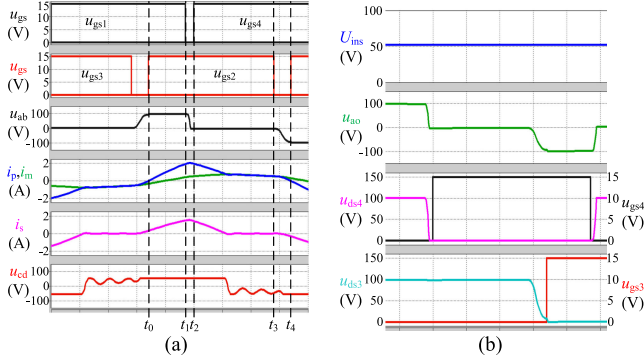 u_gs (V) 15 10 5 0 u_gs1 u_gs4
u_gs (V) 15 10 5 0 u_gs3 u_gs2
u_ab (V) 100 0 -100
i_p,i_m (A) 2 0 -2
i_s (A) 2 0
u_cd (V) 100 0 -100
t_0 t_1 t_2 t_3 t_4
(a)
U_ins (V) 100 50 0
u_ao (V) 100 0 -100
u_ds4 (V) 150 100 50 0 15 10 5 0 u_gs4 (V)
u_ds3 (V) 150 100 50 0 15 10 5 0 u_gs3 (V)
(b)